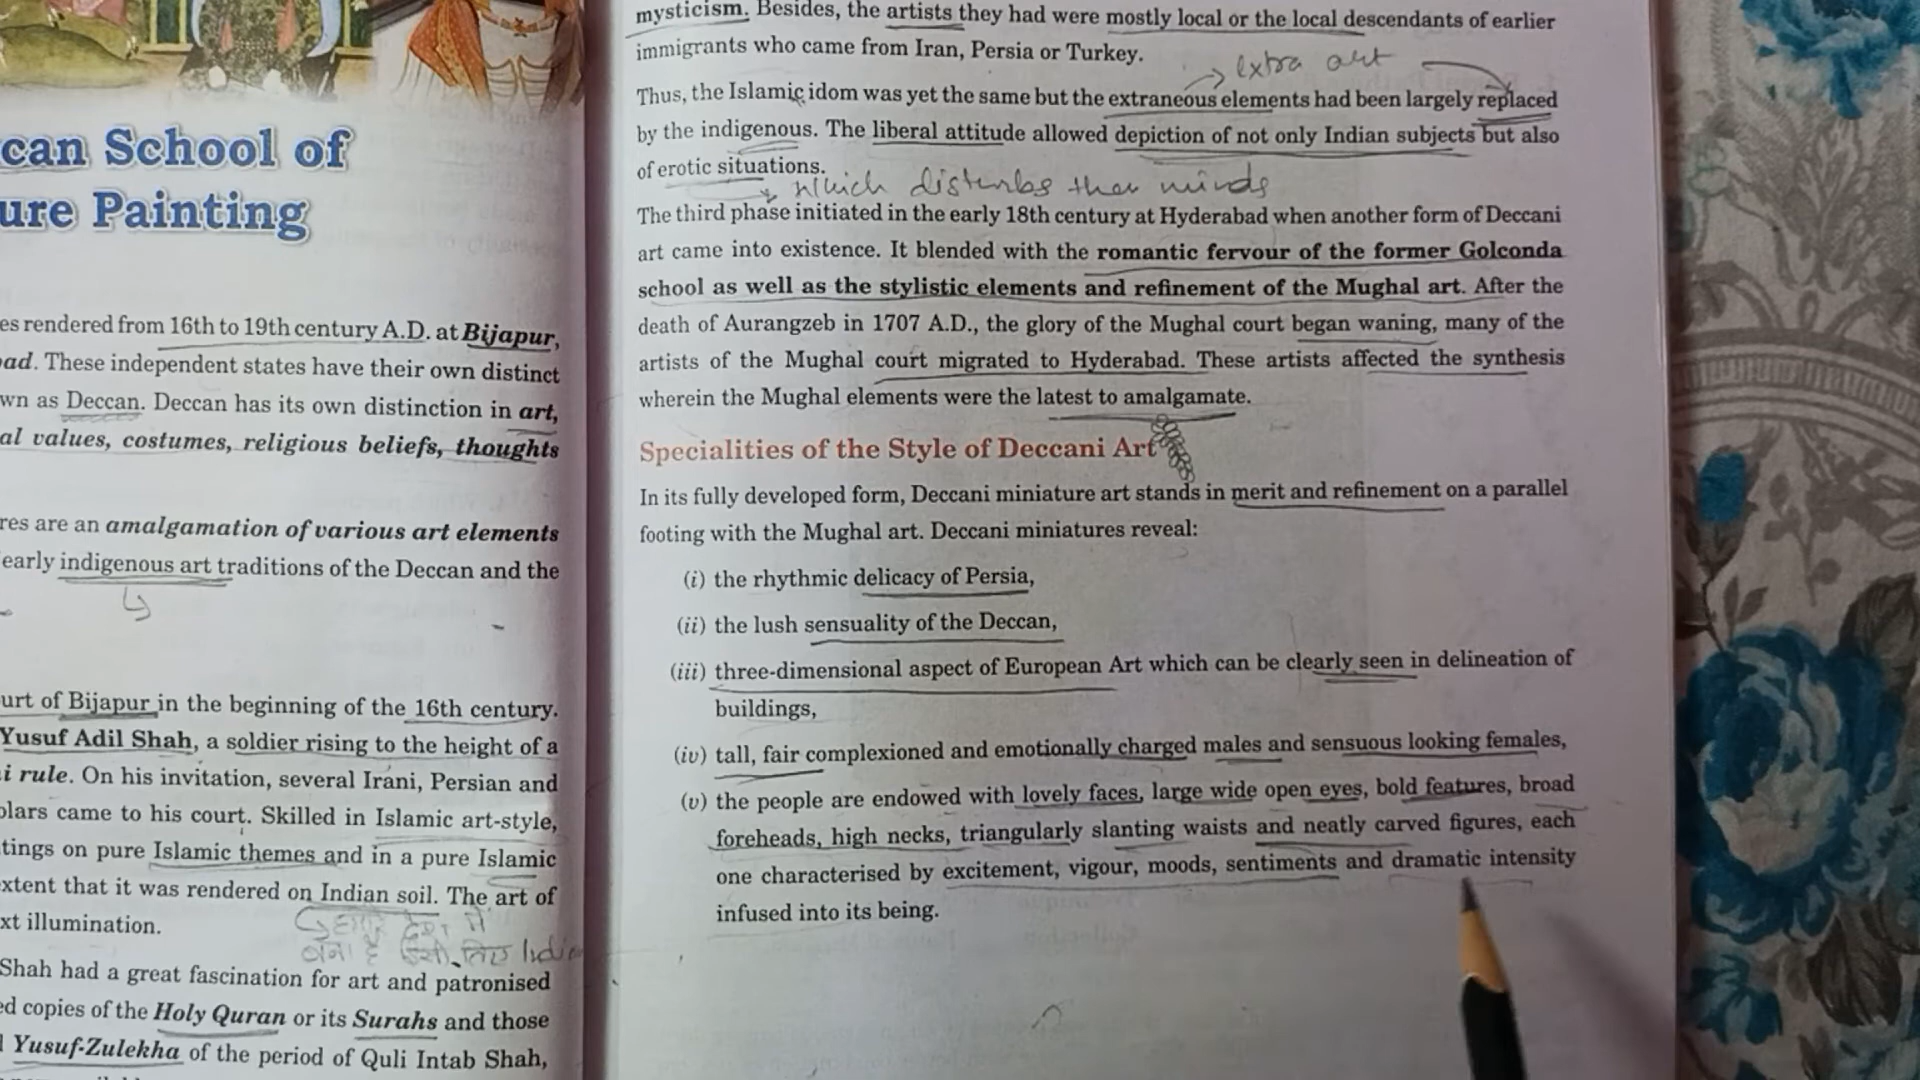 can School of
ure Painting
es rendered from 16th to 19th century A.D. at Bijapur,
ad. These independent states have their own distinct
wn as Deccan. Deccan has its own distinction in art,
al values, costumes, religious beliefs, thoughts
res are an amalgamation of various art elements
early indigenous art traditions of the Deccan and the
urt of Bijapur in the beginning of the 16th century.
Yusuf Adil Shah, a soldier rising to the height of a
i rule. On his invitation, several Irani, Persian and
olars came to his court. Skilled in Islamic art-style,
tings on pure Islamic themes and in a pure Islamic
xtent that it was rendered on Indian soil. The art of
xt illumination.
Shah had a great fascination for art and patronised
ed copies of the Holy Quran or its Surahs and those
Yusuf-Zulekha of the period of Quli Intab Shah,
mysticism. Besides, the artists they had were mostly local or the local descendants of earlier
immigrants who came from Iran, Persia or Turkey.
extra art
Thus, the Islamic idom was yet the same but the extraneous elements had been largely replaced
by the indigenous. The liberal attitude allowed depiction of not only Indian subjects but also
of erotic situations.
which disturbs their minds
The third phase initiated in the early 18th century at Hyderabad when another form of Deccani
art came into existence. It blended with the romantic fervour of the former Golconda
school as well as the stylistic elements and refinement of the Mughal art. After the
death of Aurangzeb in 1707 A.D., the glory of the Mughal court began waning, many of the
artists of the Mughal court migrated to Hyderabad. These artists affected the synthesis
wherein the Mughal elements were the latest to amalgamate.
Specialities of the Style of Deccani Art
In its fully developed form, Deccani miniature art stands in merit and refinement on a parallel
footing with the Mughal art. Deccani miniatures reveal:
(i) the rhythmic delicacy of Persia,
(ii) the lush sensuality of the Deccan,
(iii) three-dimensional aspect of European Art which can be clearly seen in delineation of
buildings,
(iv) tall, fair complexioned and emotionally charged males and sensuous looking females,
(v) the people are endowed with lovely faces, large wide open eyes, bold features, broad
foreheads, high necks, triangularly slanting waists and neatly carved figures, each
one characterised by excitement, vigour, moods, sentiments and dramatic intensity
infused into its being.